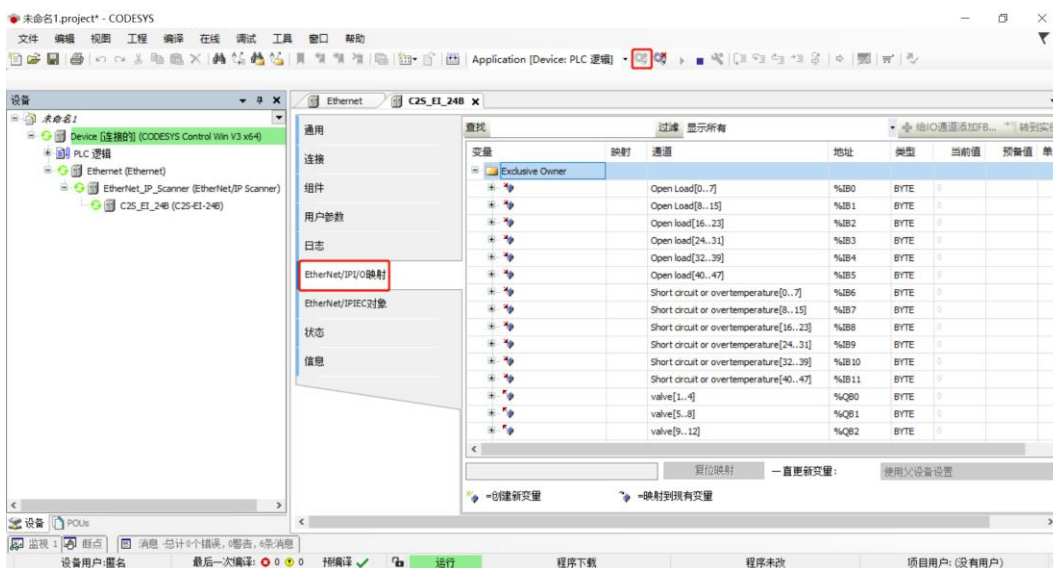 未命名1.project* - CODESYS
文件 编辑 视图 工程 编译 在线 调试 工具 窗口 帮助
Application [Device: PLC 逻辑]
设备
未命名1
Device [连接的] (CODESYS Control Win V3 x64)
PLC 逻辑
Ethernet (Ethernet)
EtherNet_IP_Scanner (EtherNet/IP Scanner)
C2S_EI_24B (C2S-EI-24B)
设备 POUs
Ethernet C2S_EI_24B
通用
连接
组件
用户参数
日志
EtherNet/IPI/O映射
EtherNet/IPIEC对象
状态
信息
查找 过滤 显示所有 给IO通道添加FB... 转到实
变量 映射 通道 地址 类型 当前值 预备值 单
Exclusive Owner
Open Load[0..7] %IB0 BYTE 0
Open Load[8..15] %IB1 BYTE 0
Open load[16..23] %IB2 BYTE 0
Open load[24..31] %IB3 BYTE 0
Open load[32..39] %IB4 BYTE 0
Open load[40..47] %IB5 BYTE 0
Short circuit or overtemperature[0..7] %IB6 BYTE 0
Short circuit or overtemperature[8..15] %IB7 BYTE 0
Short circuit or overtemperature[16..23] %IB8 BYTE 0
Short circuit or overtemperature[24..31] %IB9 BYTE 0
Short circuit or overtemperature[32..39] %IB10 BYTE 0
Short circuit or overtemperature[40..47] %IB11 BYTE 0
valve[1..4] %QB0 BYTE 0
valve[5..8] %QB1 BYTE 0
valve[9..12] %QB2 BYTE 0
复位映射 一直更新变量: 使用父设备设置
=创建新变量 =映射到现有变量
监视 1 断点 消息 -总计0个错误, 0警告, 6条消息
设备用户:匿名 最后一次编译: 0 0 预编译 运行 程序下载 程序未改 项目用户: (没有用户)